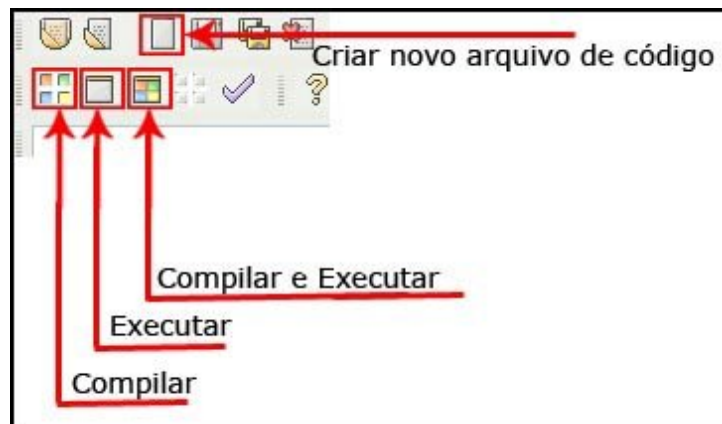 Criar novo arquivo de código
Compilar e Executar
Executar
Compilar